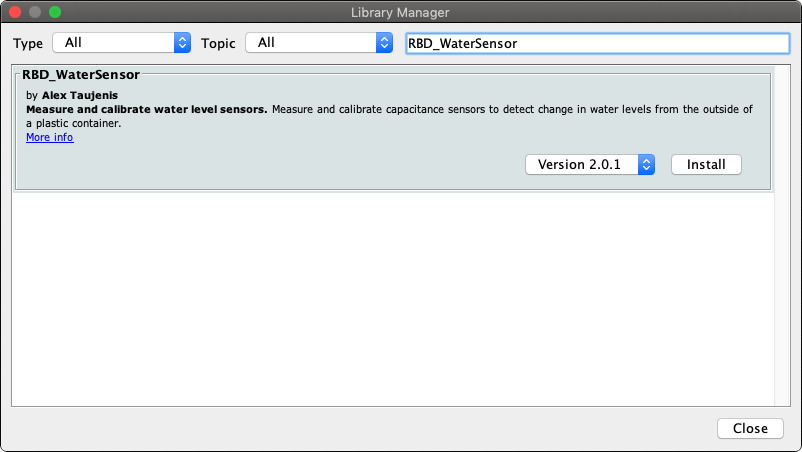 Library Manager
Type All Topic All RBD_WaterSensor
RBD_WaterSensor
by Alex Taujenis
Measure and calibrate water level sensors. Measure and calibrate capacitance sensors to detect change in water levels from the outside of
a plastic container.
More info
Version 2.0.1 Install
Close